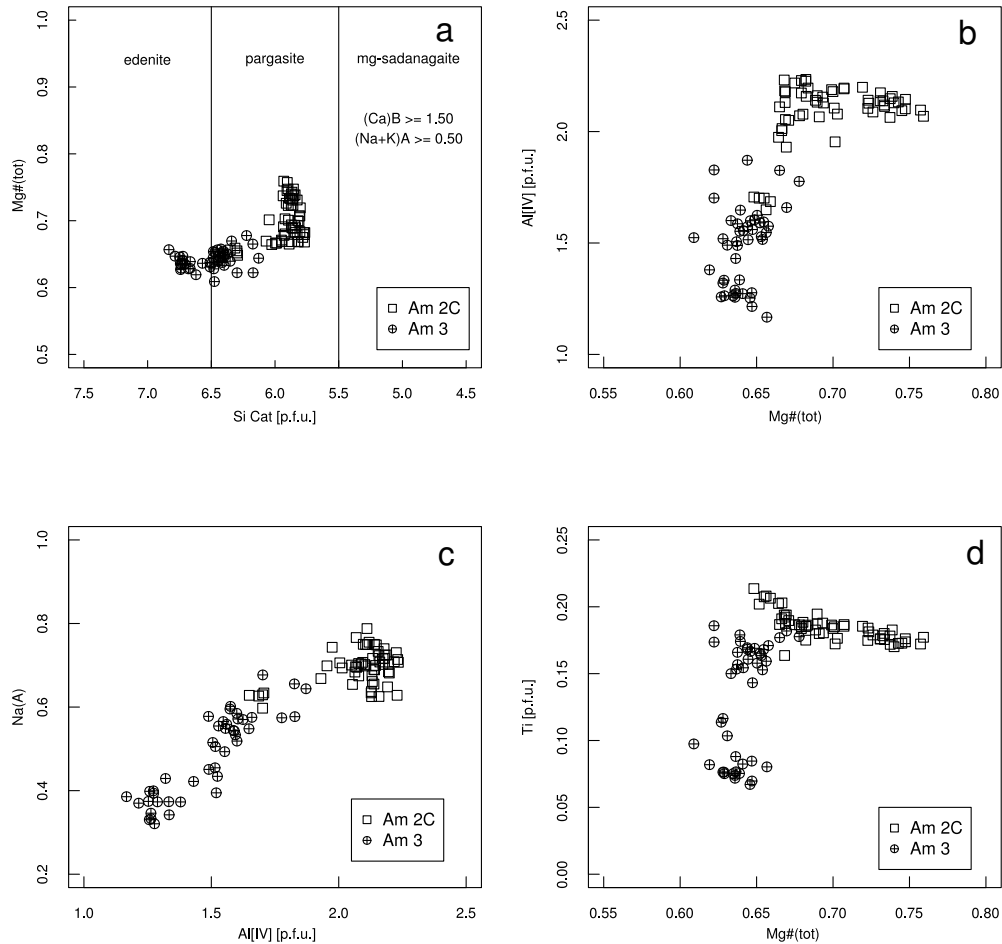 a
edenite pargasite mg-sadanagaite
(Ca)B >= 1.50
(Na+K)A >= 0.50
Mg#(tot)
1.0
0.9
0.8
0.7
0.6
0.5
Am 2C
Am 3
7.5 7.0 6.5 6.0 5.5 5.0 4.5
Si Cat [p.f.u.]
b
Al[IV] [p.f.u.]
2.5
2.0
1.5
1.0
Am 2C
Am 3
0.55 0.60 0.65 0.70 0.75 0.80
Mg#(tot)
c
Na(A)
1.0
0.8
0.6
0.4
0.2
Am 2C
Am 3
1.0 1.5 2.0 2.5
Al[IV] [p.f.u.]
d
Ti [p.f.u.]
0.25
0.20
0.15
0.10
0.05
0.00
Am 2C
Am 3
0.55 0.60 0.65 0.70 0.75 0.80
Mg#(tot)